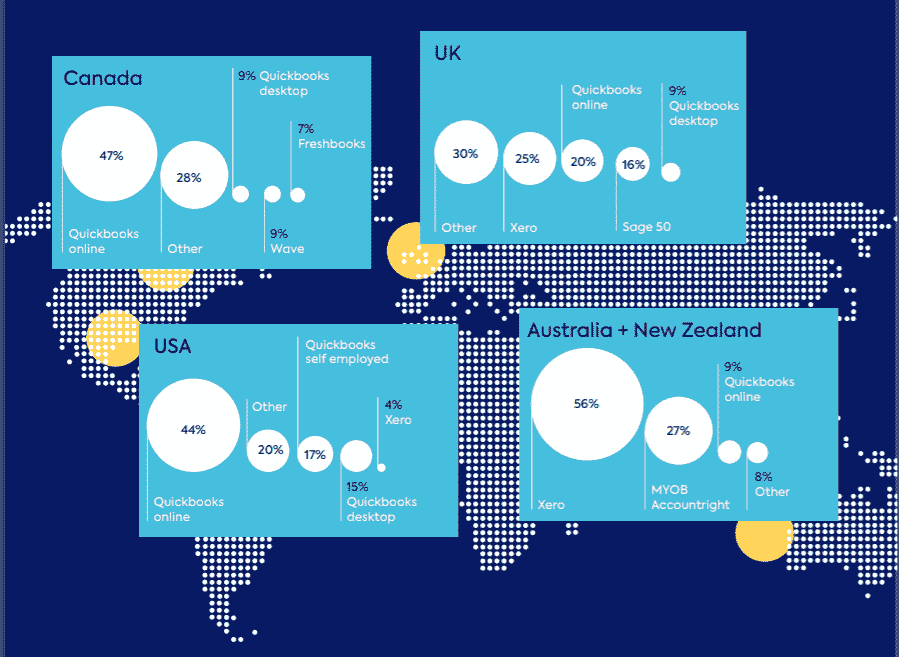 Canada
47%
Quickbooks
online
28%
Other
9% Quickbooks
desktop
9%
Wave
7%
Freshbooks
UK
30%
Other
25%
Xero
Quickbooks
online
20%
16%
Sage 50
9%
Quickbooks
desktop
USA
44%
Quickbooks
online
Other
20%
Quickbooks
self employed
17%
15%
Quickbooks
desktop
4%
Xero
Australia + New Zealand
56%
Xero
27%
MYOB
Accountright
9%
Quickbooks
online
8%
Other